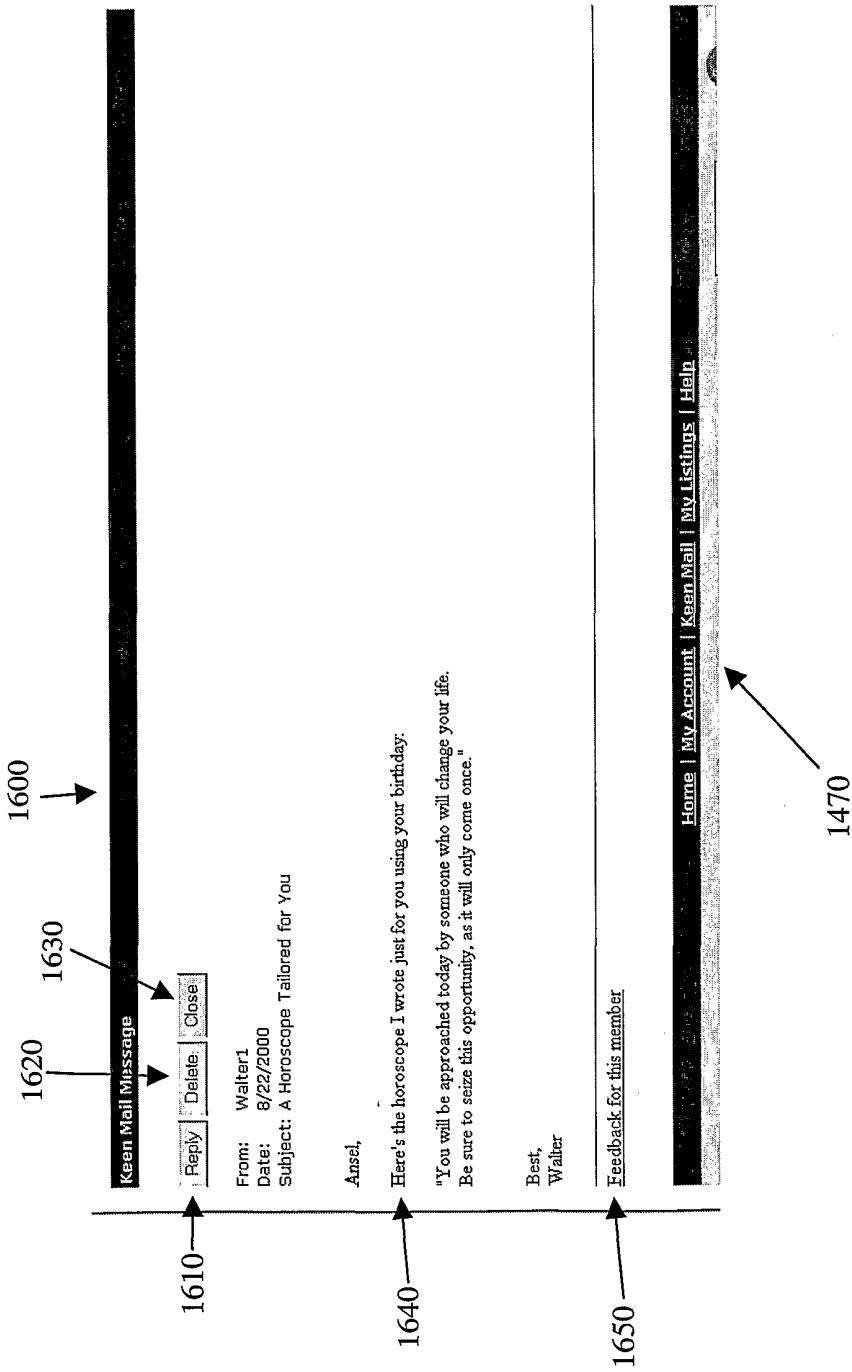 1600
Keen Mail Message
1620
1630
1610
Reply Delete Close
From: Walter1
Date: 8/22/2000
Subject: A Horoscope Tailored for You
Ansel,
1640
Here's the horoscope I wrote just for you using your birthday:
"You will be approached today by someone who will change your life.
Be sure to seize this opportunity, as it will only come once."
Best,
Walter
1650
Feedback for this member
Home | My Account | Keen Mail | My Listings | Help
1470